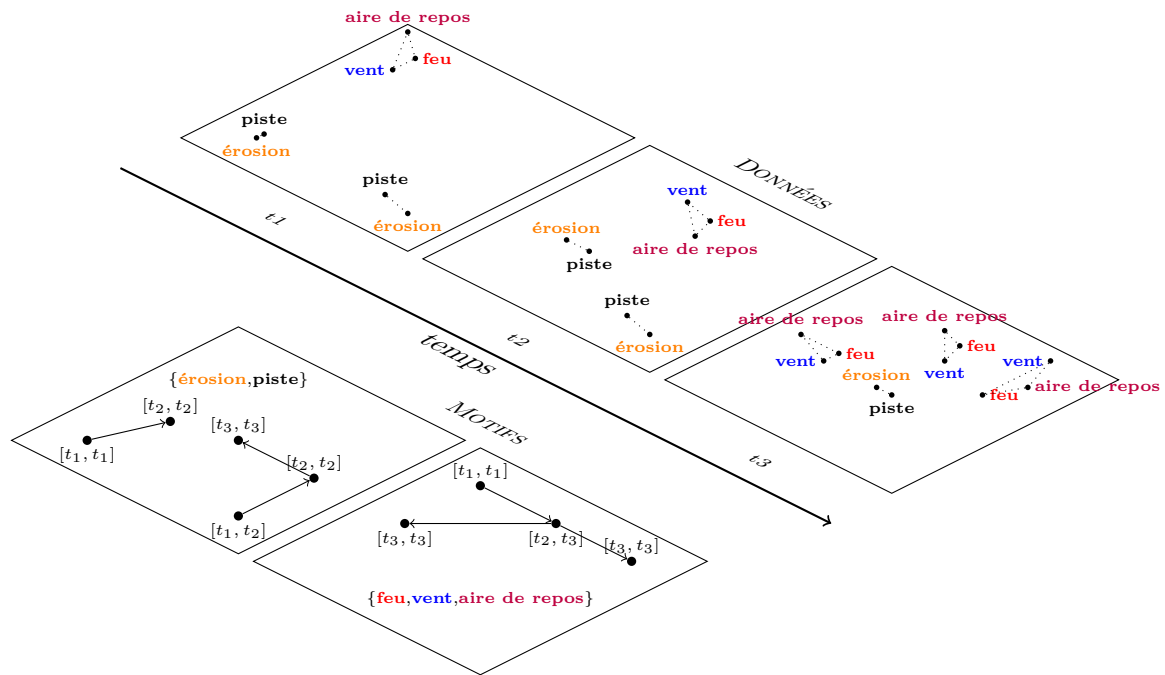 aire de repos
feu
vent
piste
érosion
piste
érosion
t1
DONNÉES
vent
feu
aire de repos
érosion
piste
piste
érosion
t2
aire de repos
feu
vent
aire de repos
feu
vent
vent
feu
aire de repos
érosion
piste
t3
temps
MOTIFS
{érosion,piste}
[t₂, t₂]
[t₁, t₁]
[t₃, t₃]
[t₂, t₂]
[t₁, t₂]
[t₁, t₁]
[t₃, t₃]
[t₂, t₃]
[t₃, t₃]
{feu,vent,aire de repos}